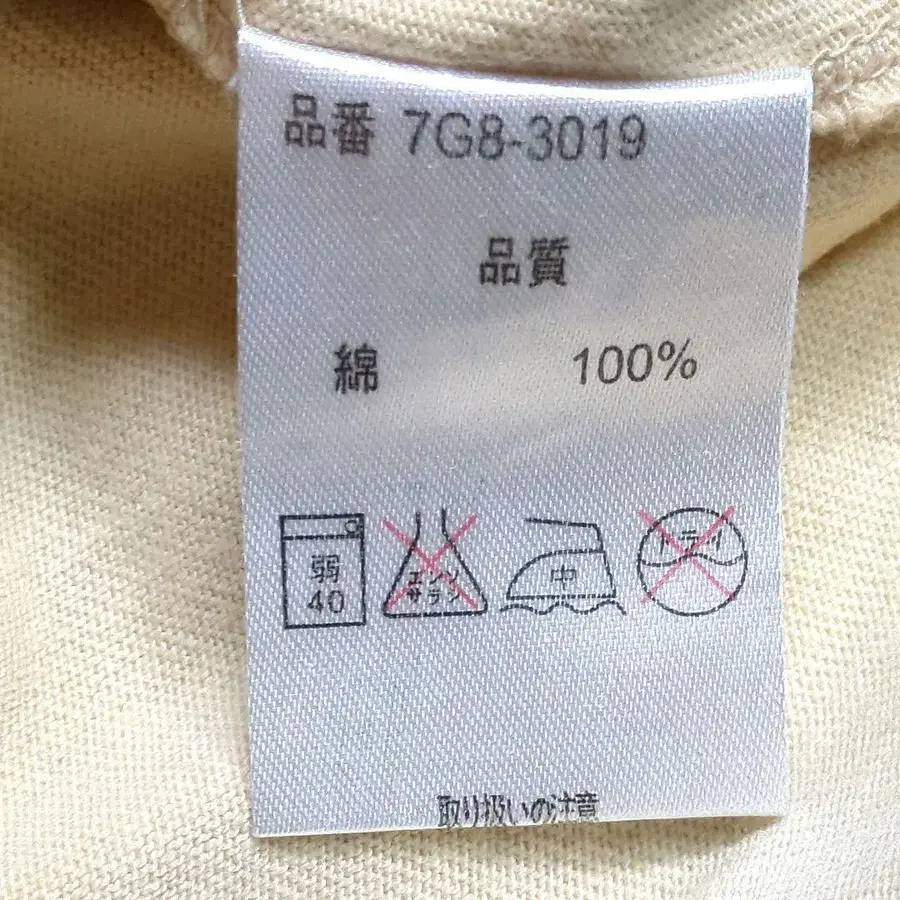 品番 7G8-3019
品質
綿 100%
弱
40
エンソ
サラシ
中
ドライ
取り扱いの注意